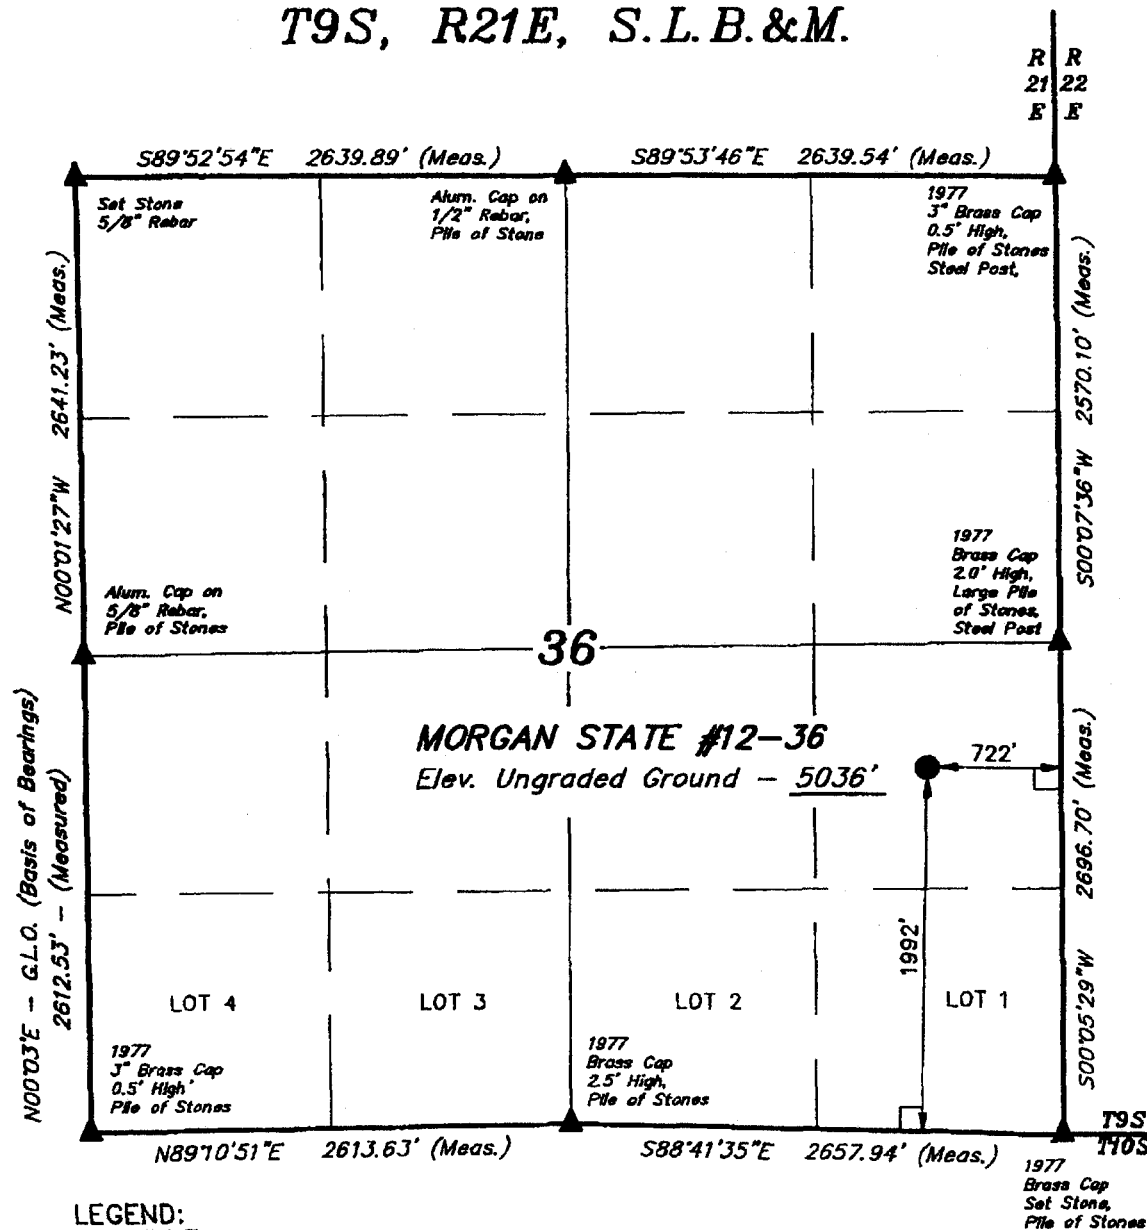 T9S, R21E, S.L.B.&M.
R R
21 22
E E
S89°52'54"E 2639.89' (Meas.)
S89°53'46"E 2639.54' (Meas.)
Set Stone
5/8" Rebar
Alum. Cap on
1/2" Rebar,
Pile of Stone
1977
3" Brass Cap
0.5' High,
Pile of Stones
Steel Post,
N00°01'27"W 2641.23' (Meas.)
S00°07'36"W 2570.10' (Meas.)
Alum. Cap on
5/8" Rebar,
Pile of Stones
1977
Brass Cap
2.0' High,
Large Pile
of Stones,
Steel Post
36
MORGAN STATE #12-36
Elev. Ungraded Ground - 5036'
722'
1992'
N00°03'E - G.L.O. (Basis of Bearings)
2612.53' - (Measured)
S00°05'29"W 2696.70' (Meas.)
LOT 4
LOT 3
LOT 2
LOT 1
1977
3" Brass Cap
0.5' High'
Pile of Stones
1977
Brass Cap
2.5' High,
Pile of Stones
N89°10'51"E 2613.63' (Meas.)
S88°41'35"E 2657.94' (Meas.)
T9S
T10S
1977
Brass Cap
Set Stone,
Pile of Stones
LEGEND: